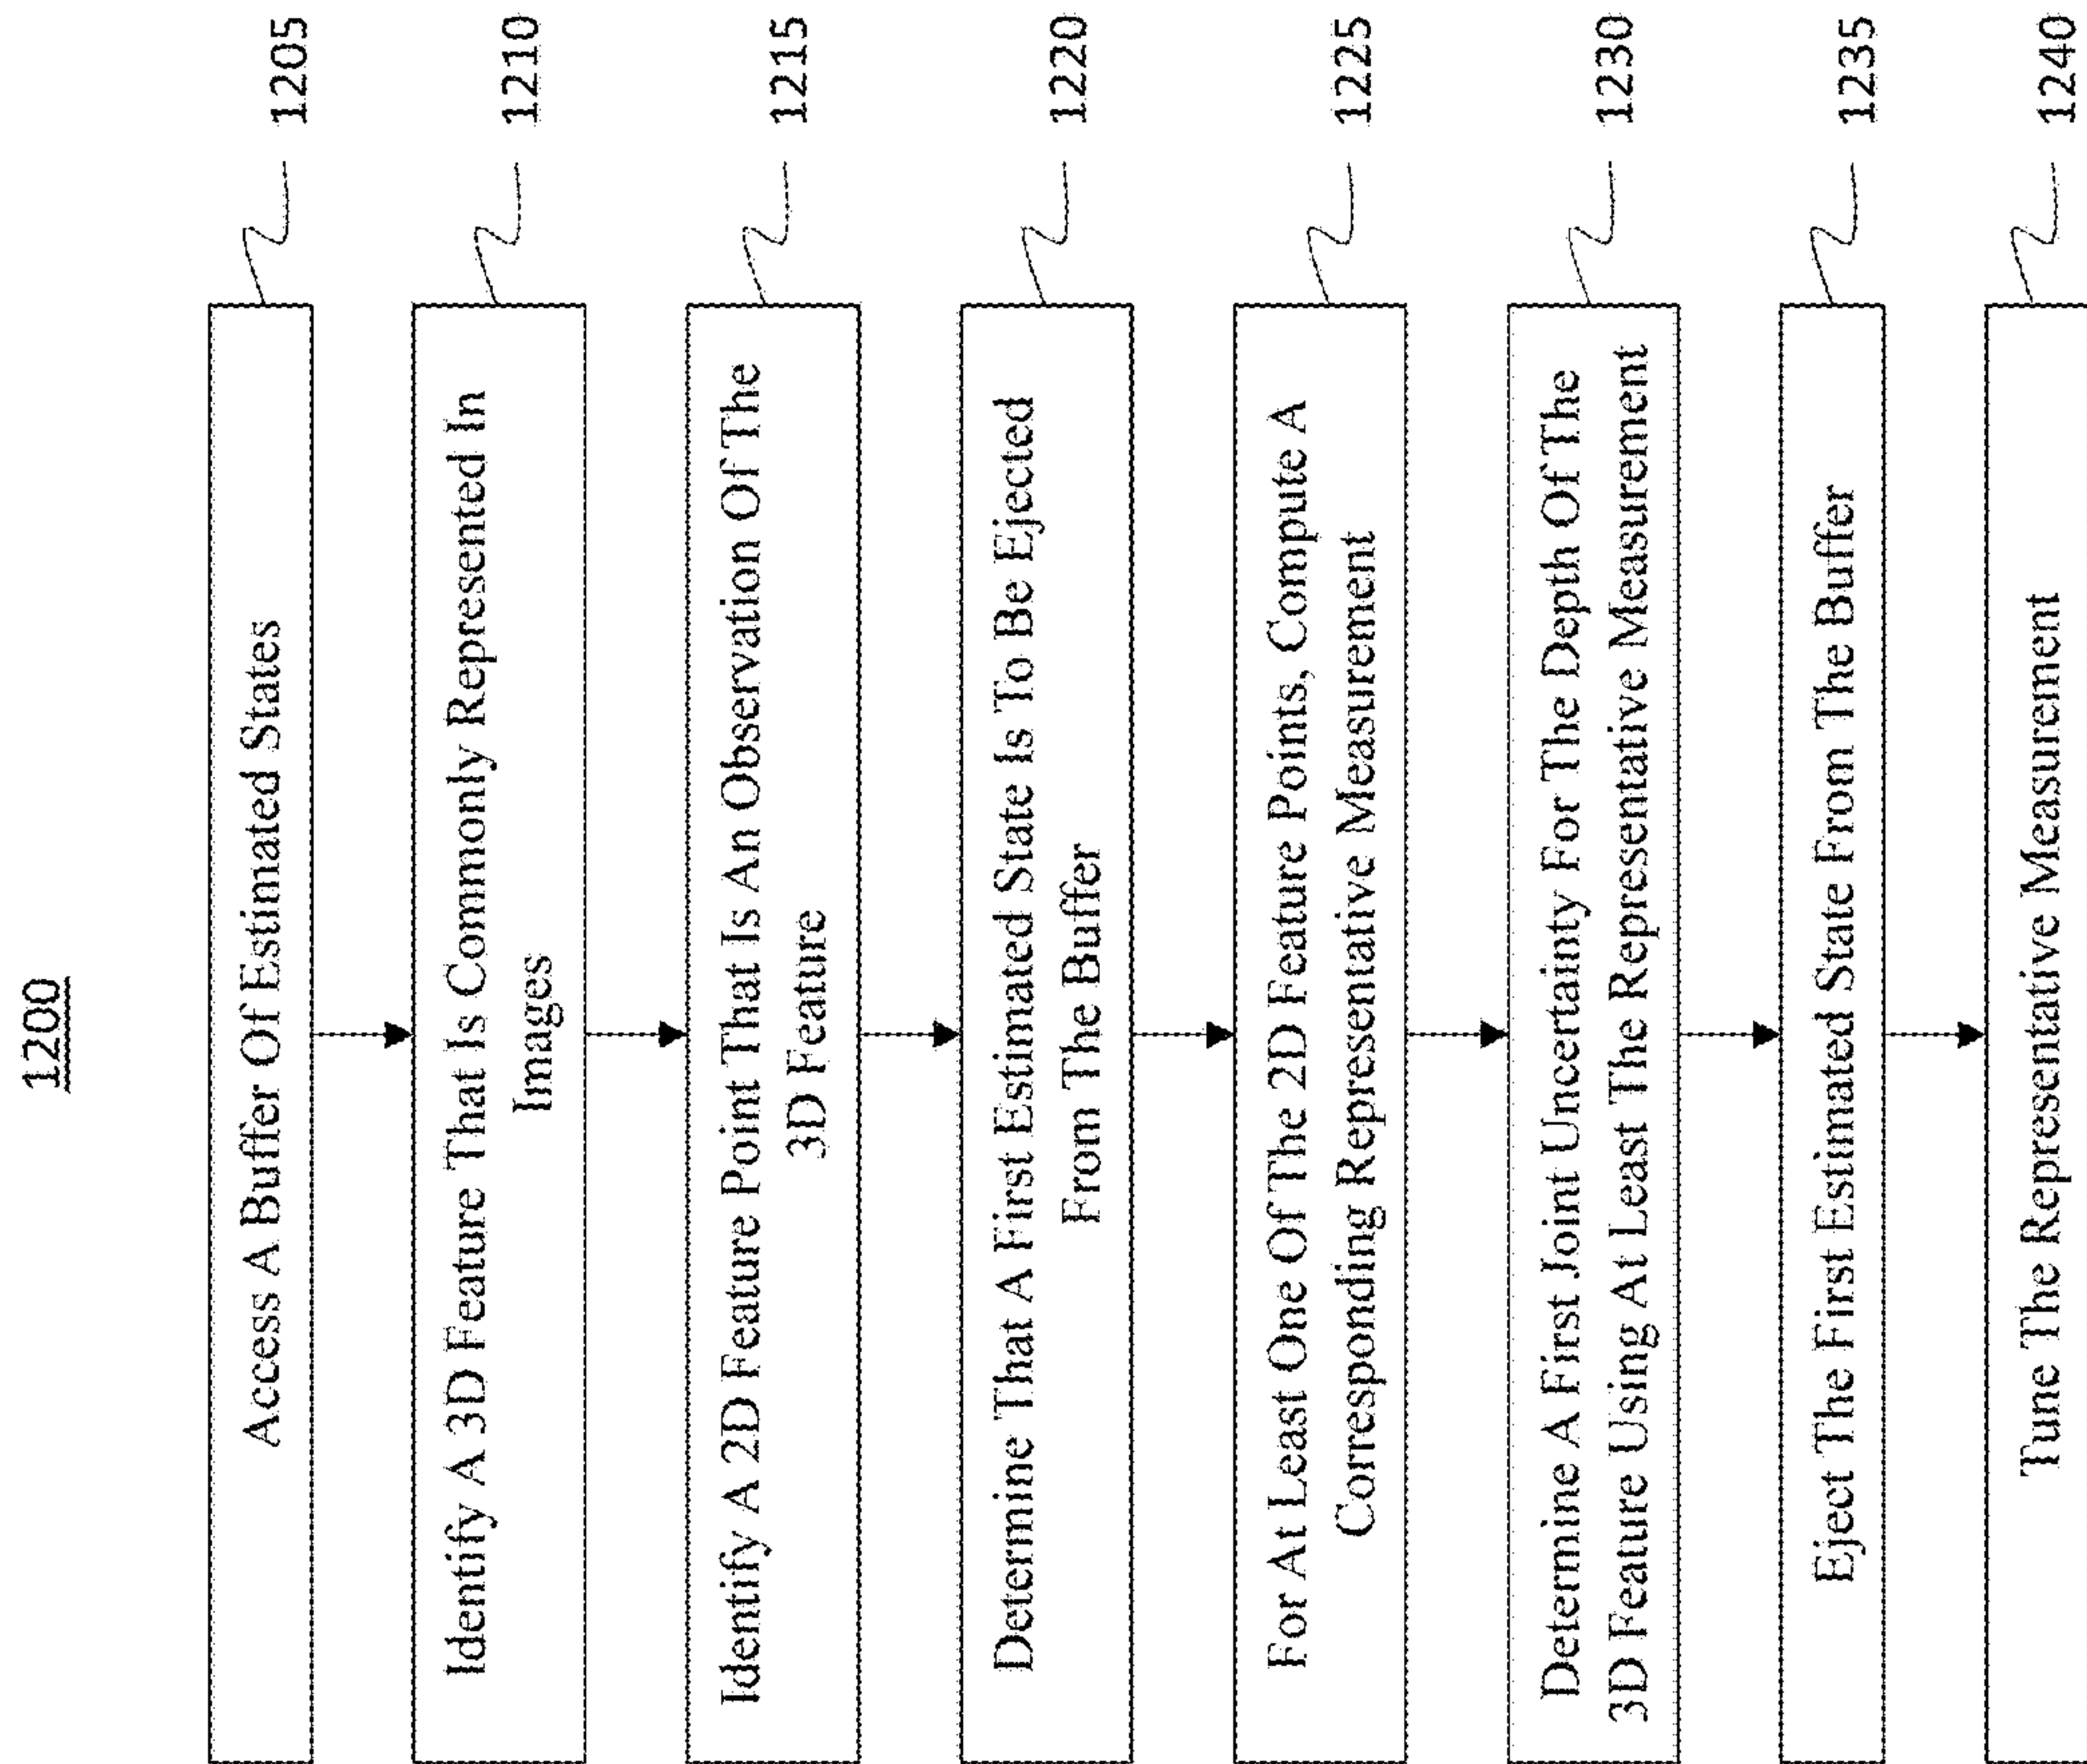 1200
Access A Buffer Of Estimated States
1205
Identify A 3D Feature That Is Commonly Represented In
Images
1210
Identify A 2D Feature Point That Is An Observation Of The
3D Feature
1215
Determine That A First Estimated State Is To Be Ejected
From The Buffer
1220
For At Least One Of The 2D Feature Points, Compute A
Corresponding Representative Measurement
1225
Determine A First Joint Uncertainty For The Depth Of The
3D Feature Using At Least The Representative Measurement
1230
Eject The First Estimated State From The Buffer
1235
Tune The Representative Measurement
1240